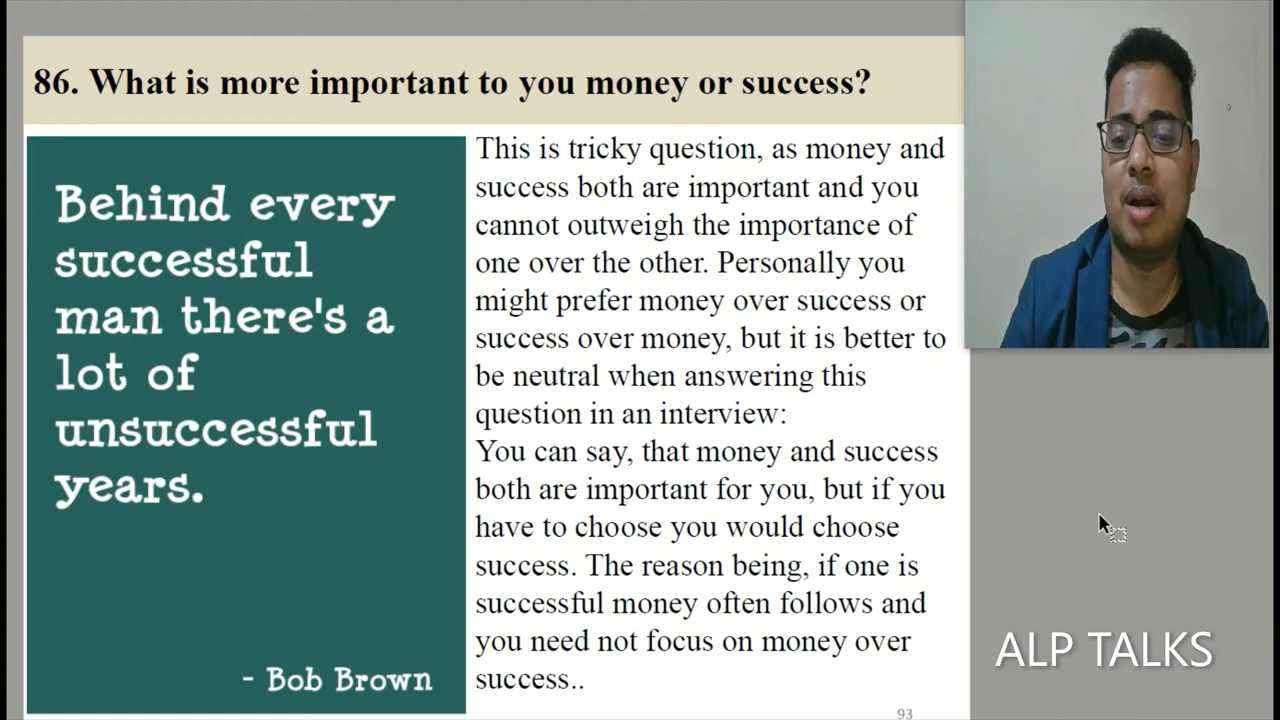 86. What is more important to you money or success?
Behind every
successful
man there's a
lot of
unsuccessful
years.
- Bob Brown
This is tricky question, as money and
success both are important and you
cannot outweigh the importance of
one over the other. Personally you
might prefer money over success or
success over money, but it is better to
be neutral when answering this
question in an interview:
You can say, that money and success
both are important for you, but if you
have to choose you would choose
success. The reason being, if one is
successful money often follows and
you need not focus on money over
success..
93
ALP TALKS